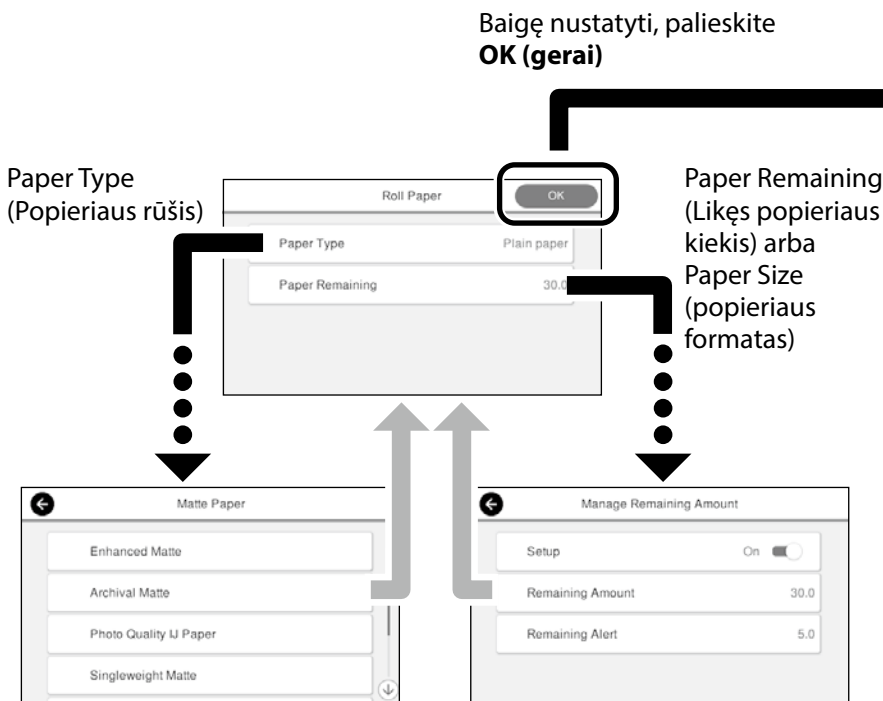 Baigę nustatyti, palieskite
OK (gerai)
Paper Type
(Popieriaus rūšis)
Roll Paper
OK
Paper Type
Plain paper
Paper Remaining
30.0
Paper Remaining
(Likęs popieriaus
kiekis) arba
Paper Size
(popieriaus
formatas)
Matte Paper
Enhanced Matte
Archival Matte
Photo Quality IJ Paper
Singleweight Matte
Manage Remaining Amount
Setup
On
Remaining Amount
30.0
Remaining Alert
5.0